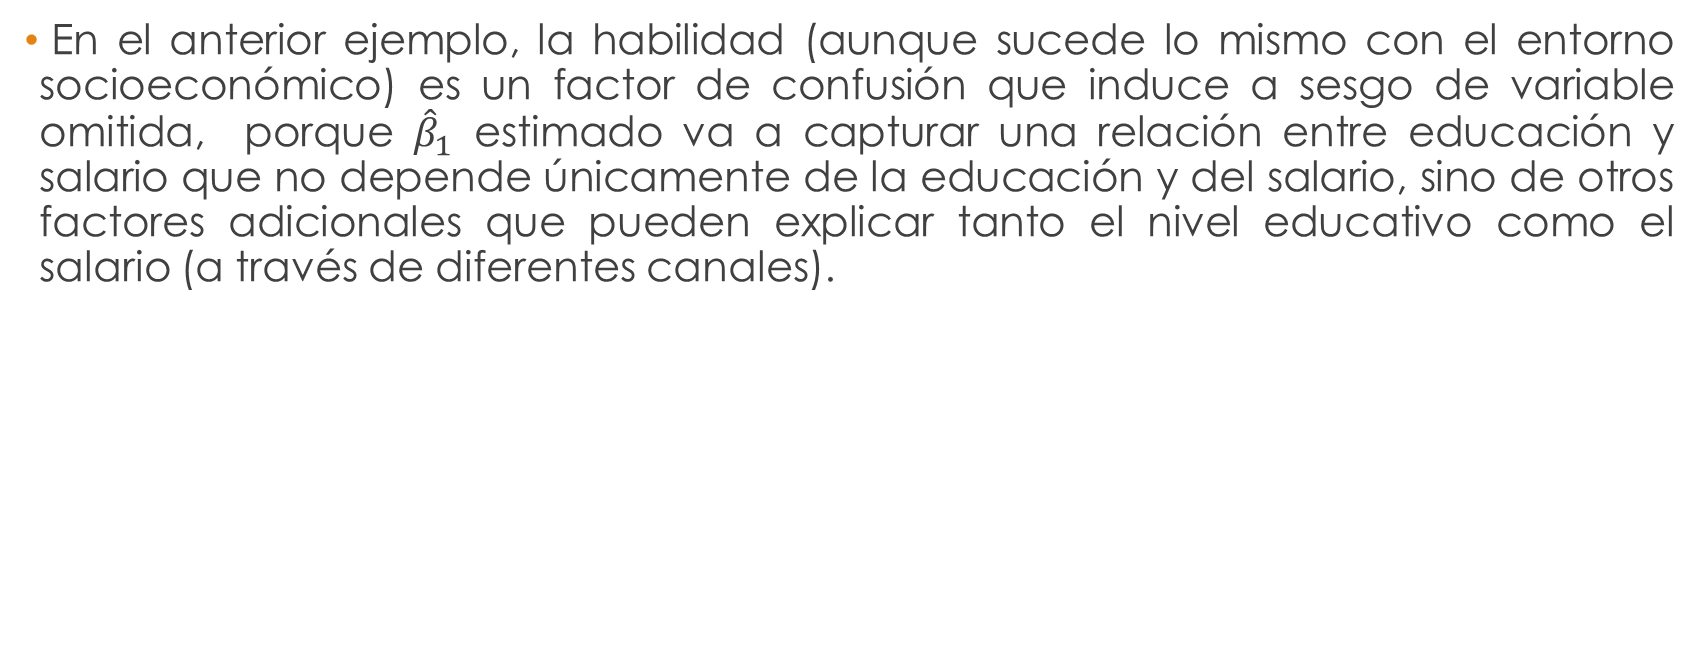 • En el anterior ejemplo, la habilidad (aunque sucede lo mismo con el entorno
socioeconómico) es un factor de confusión que induce a sesgo de variable
omitida, porque β̂₁ estimado va a capturar una relación entre educación y
salario que no depende únicamente de la educación y del salario, sino de otros
factores adicionales que pueden explicar tanto el nivel educativo como el
salario (a través de diferentes canales).